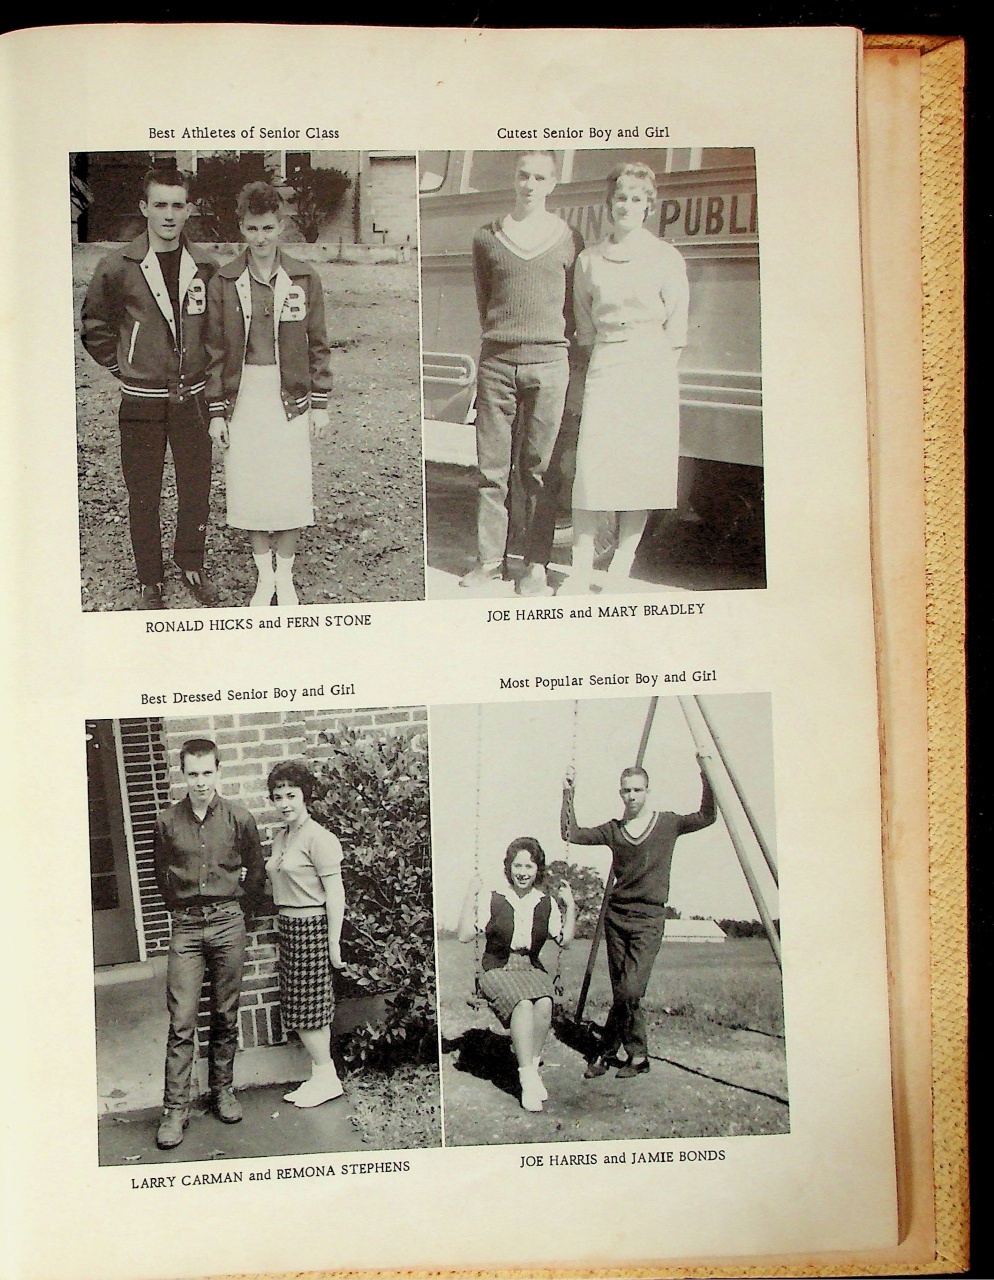 Best Athletes of Senior Class
Cutest Senior Boy and Girl
B
B
PUBLI
RONALD HICKS and FERN STONE
JOE HARRIS and MARY BRADLEY
Best Dressed Senior Boy and Girl
Most Popular Senior Boy and Girl
LARRY CARMAN and REMONA STEPHENS
JOE HARRIS and JAMIE BONDS